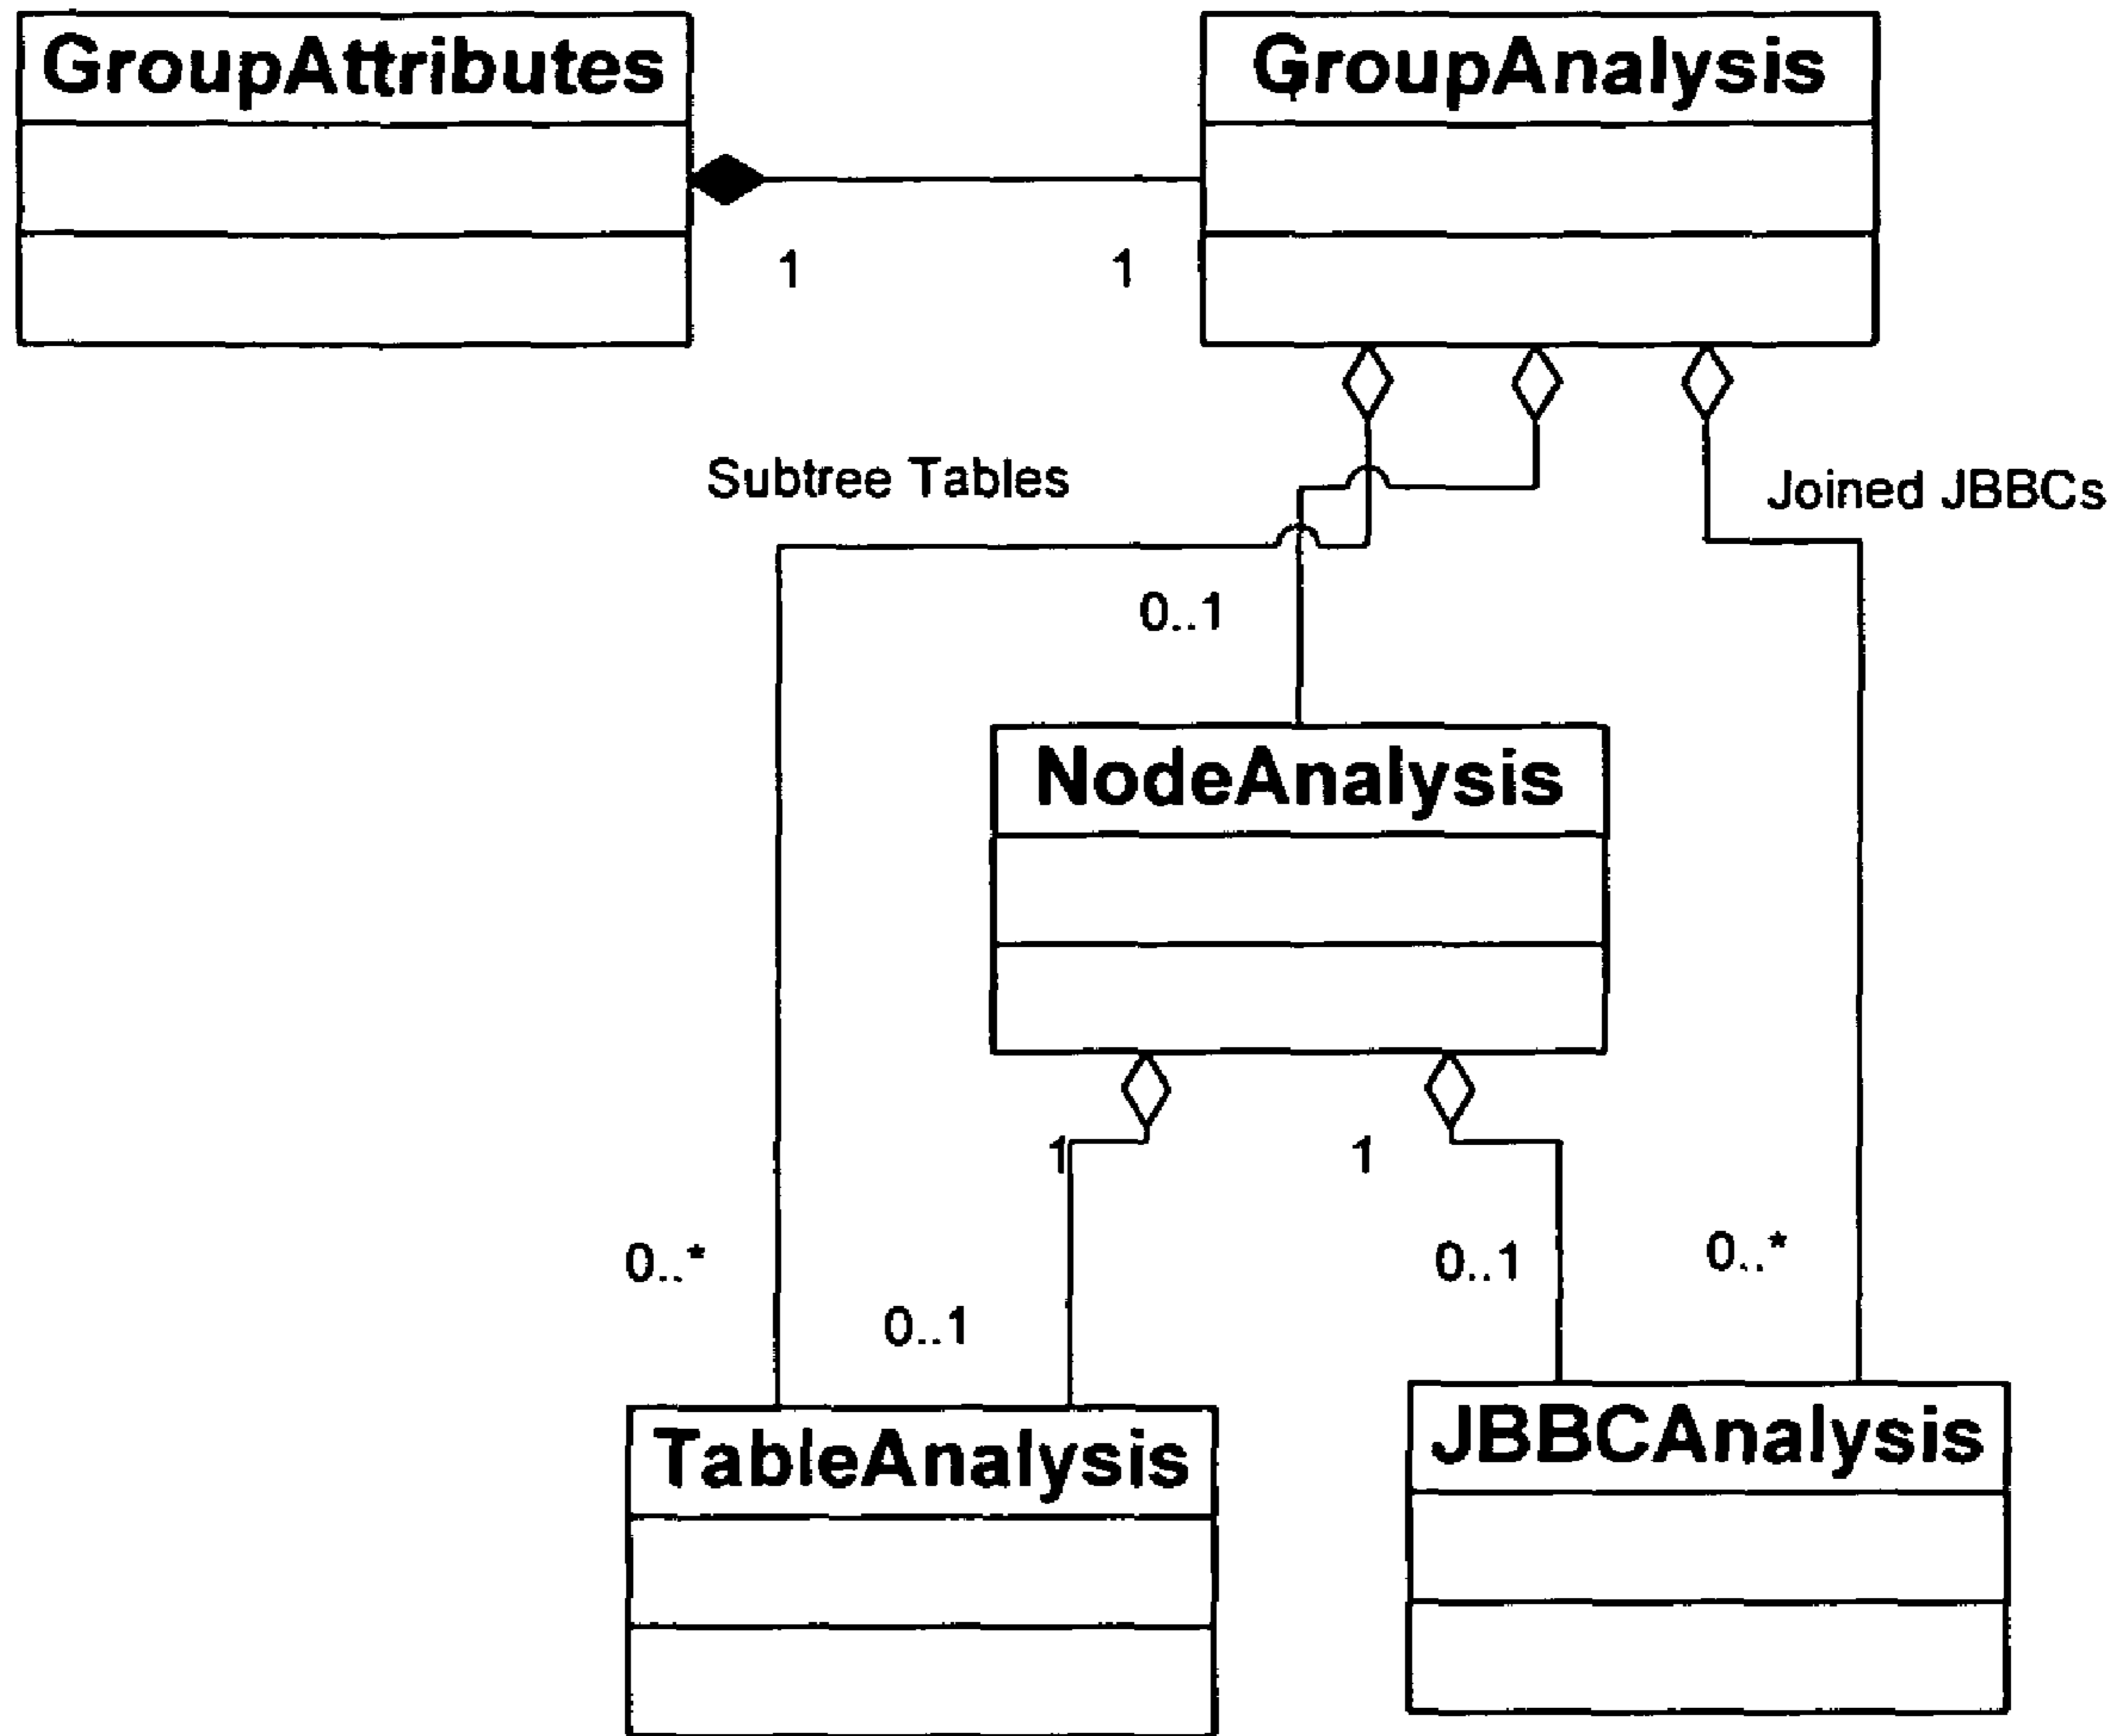 GroupAttributes
GroupAnalysis
1
1
Subtree Tables
Joined JBBCs
0..1
NodeAnalysis
1
1
0..*
0..1
0..*
0..1
TableAnalysis
JBBCAnalysis